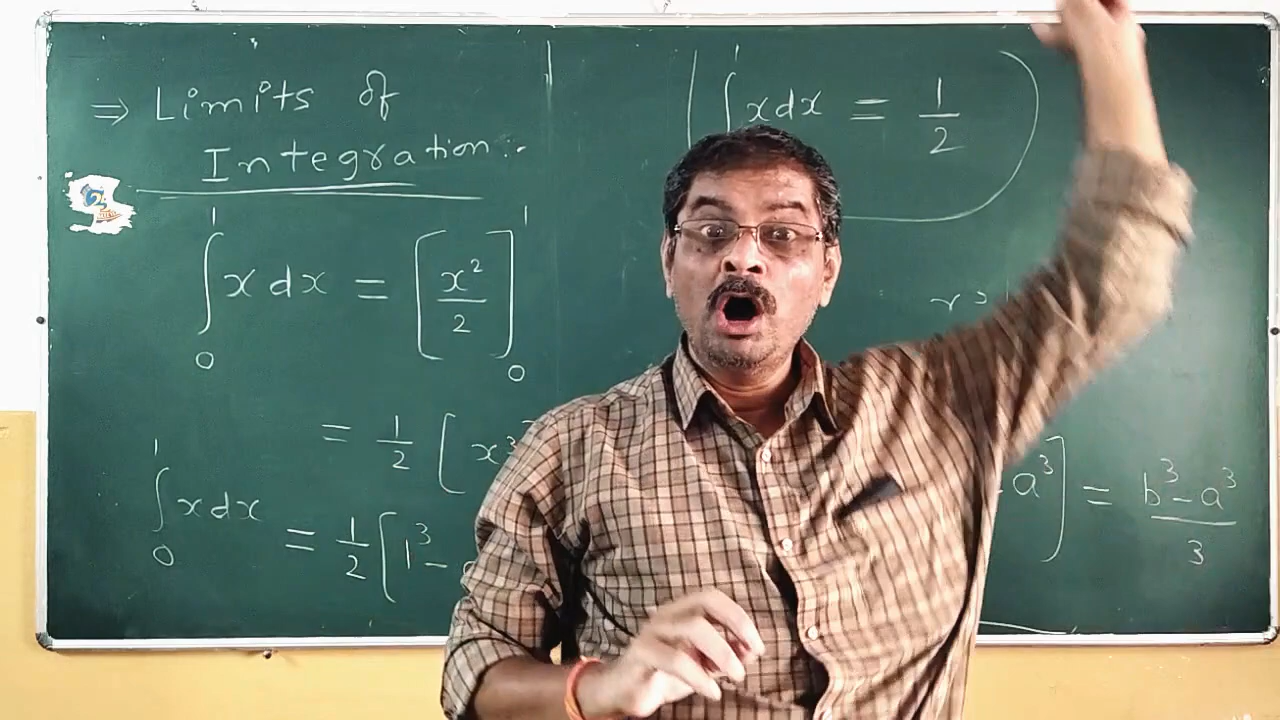 ⇒ Limits of
Integration :-
∫₀¹ x dx = [x²/2]₀¹
= 1/2 [x³
∫₀¹ x dx = 1/2 [1³ -
∫¹ x dx = 1/2
a³] = b³ - a³/3